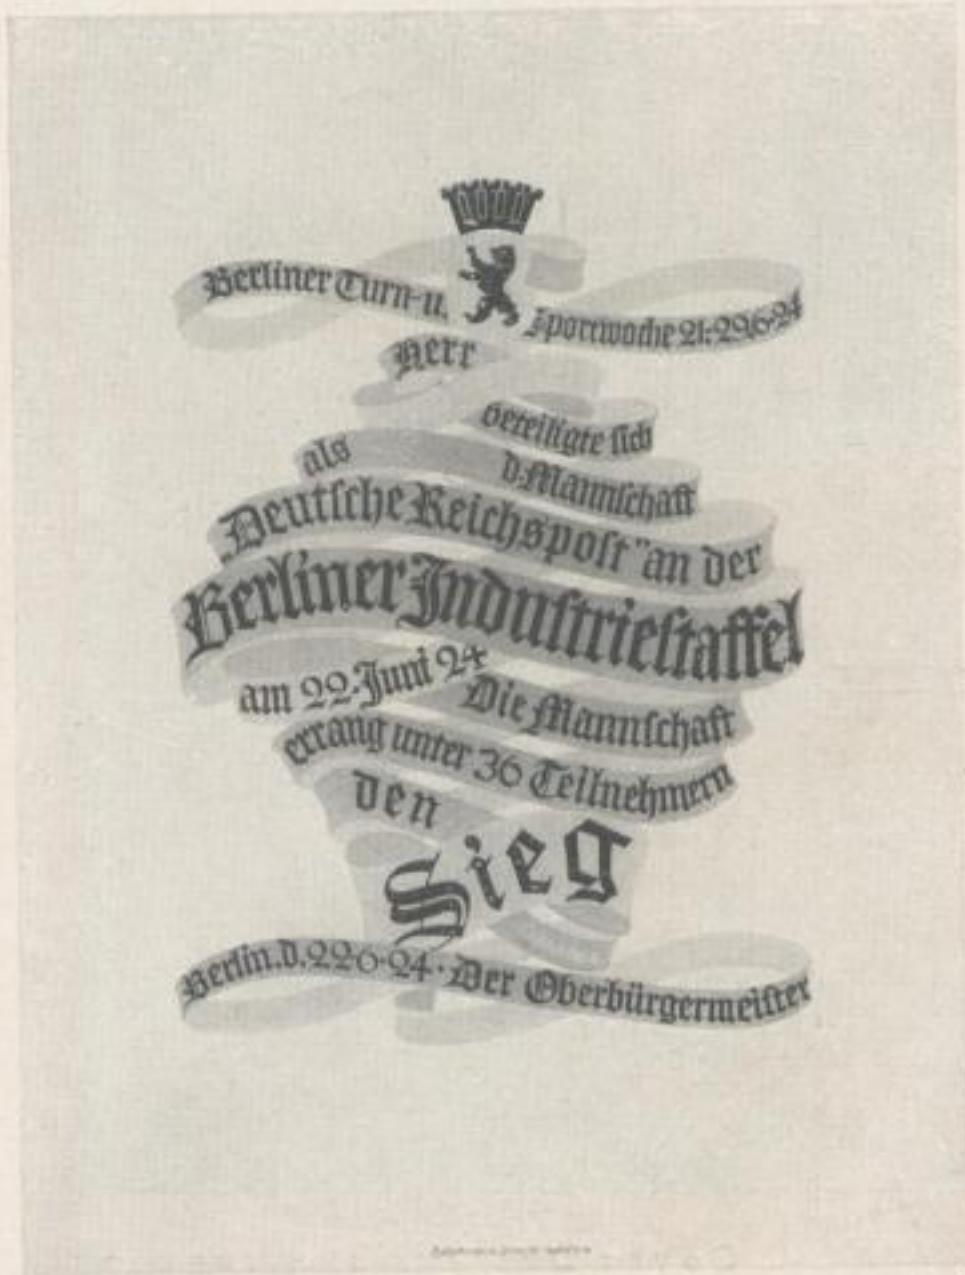 Berliner Turn-u. Sportwoche 21.-29.6.24
Herr
beteiligte sich
als d. Mannschaft
„Deutsche Reichspost" an der
Berliner Industriestaffel
am 22. Juni 24
Die Mannschaft
errang unter 36 Teilnehmern
den
Sieg
Berlin. d. 22·6·24· Der Oberbürgermeister